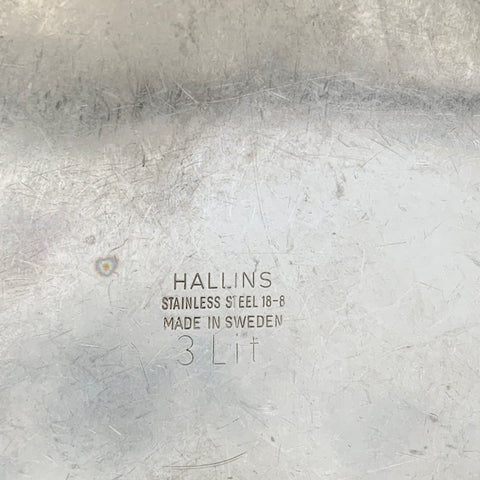 HALLINS
STAINLESS STEEL 18-8
MADE IN SWEDEN
3 Lit